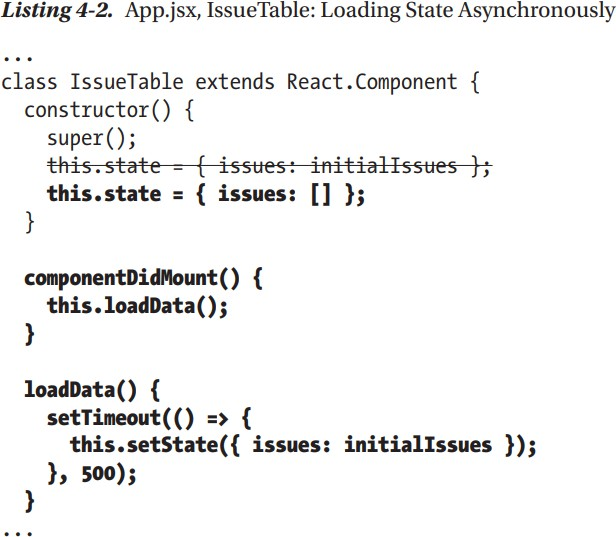 Listing 4-2. App.jsx, IssueTable: Loading State Asynchronously
...
class IssueTable extends React.Component {
  constructor() {
    super();
    this.state = { issues: initialIssues };
    this.state = { issues: [] };
  }
  componentDidMount() {
    this.loadData();
  }
  loadData() {
    setTimeout(() => {
      this.setState({ issues: initialIssues });
    }, 500);
  }
...